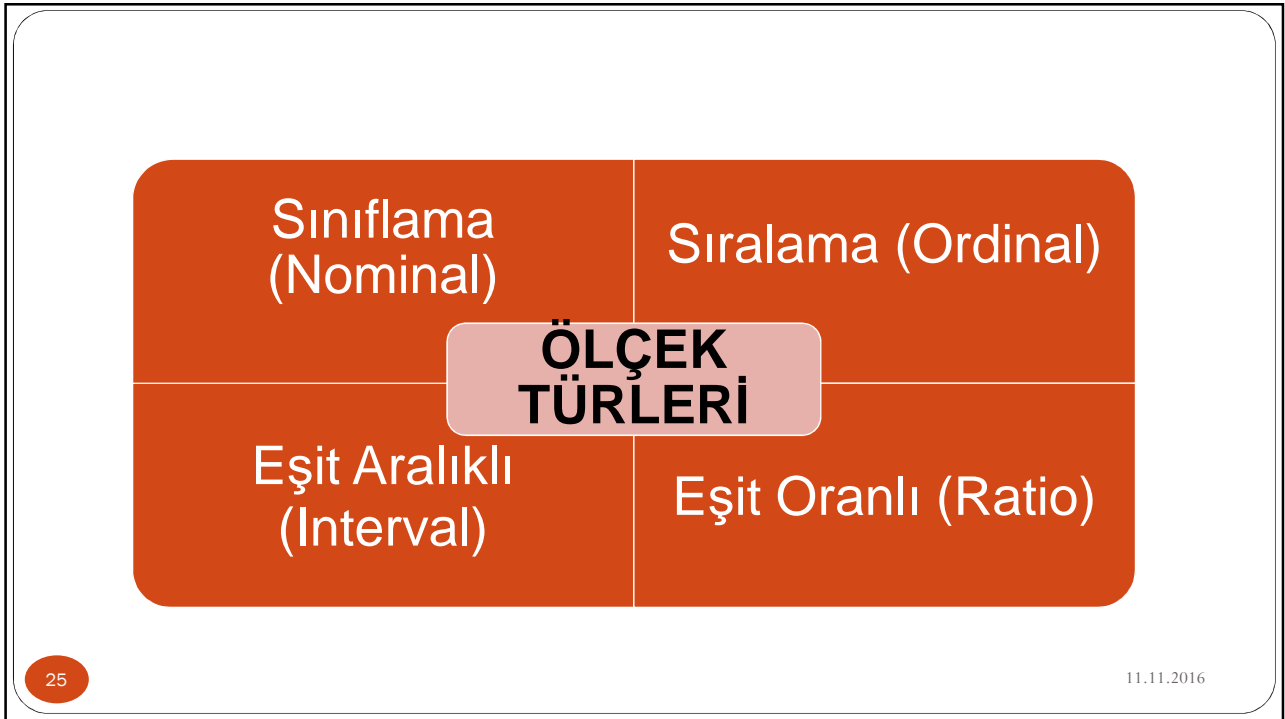 Sınıflama
(Nominal)
Sıralama (Ordinal)
ÖLÇEK
TÜRLERİ
Eşit Aralıklı
(Interval)
Eşit Oranlı (Ratio)
25
11.11.2016